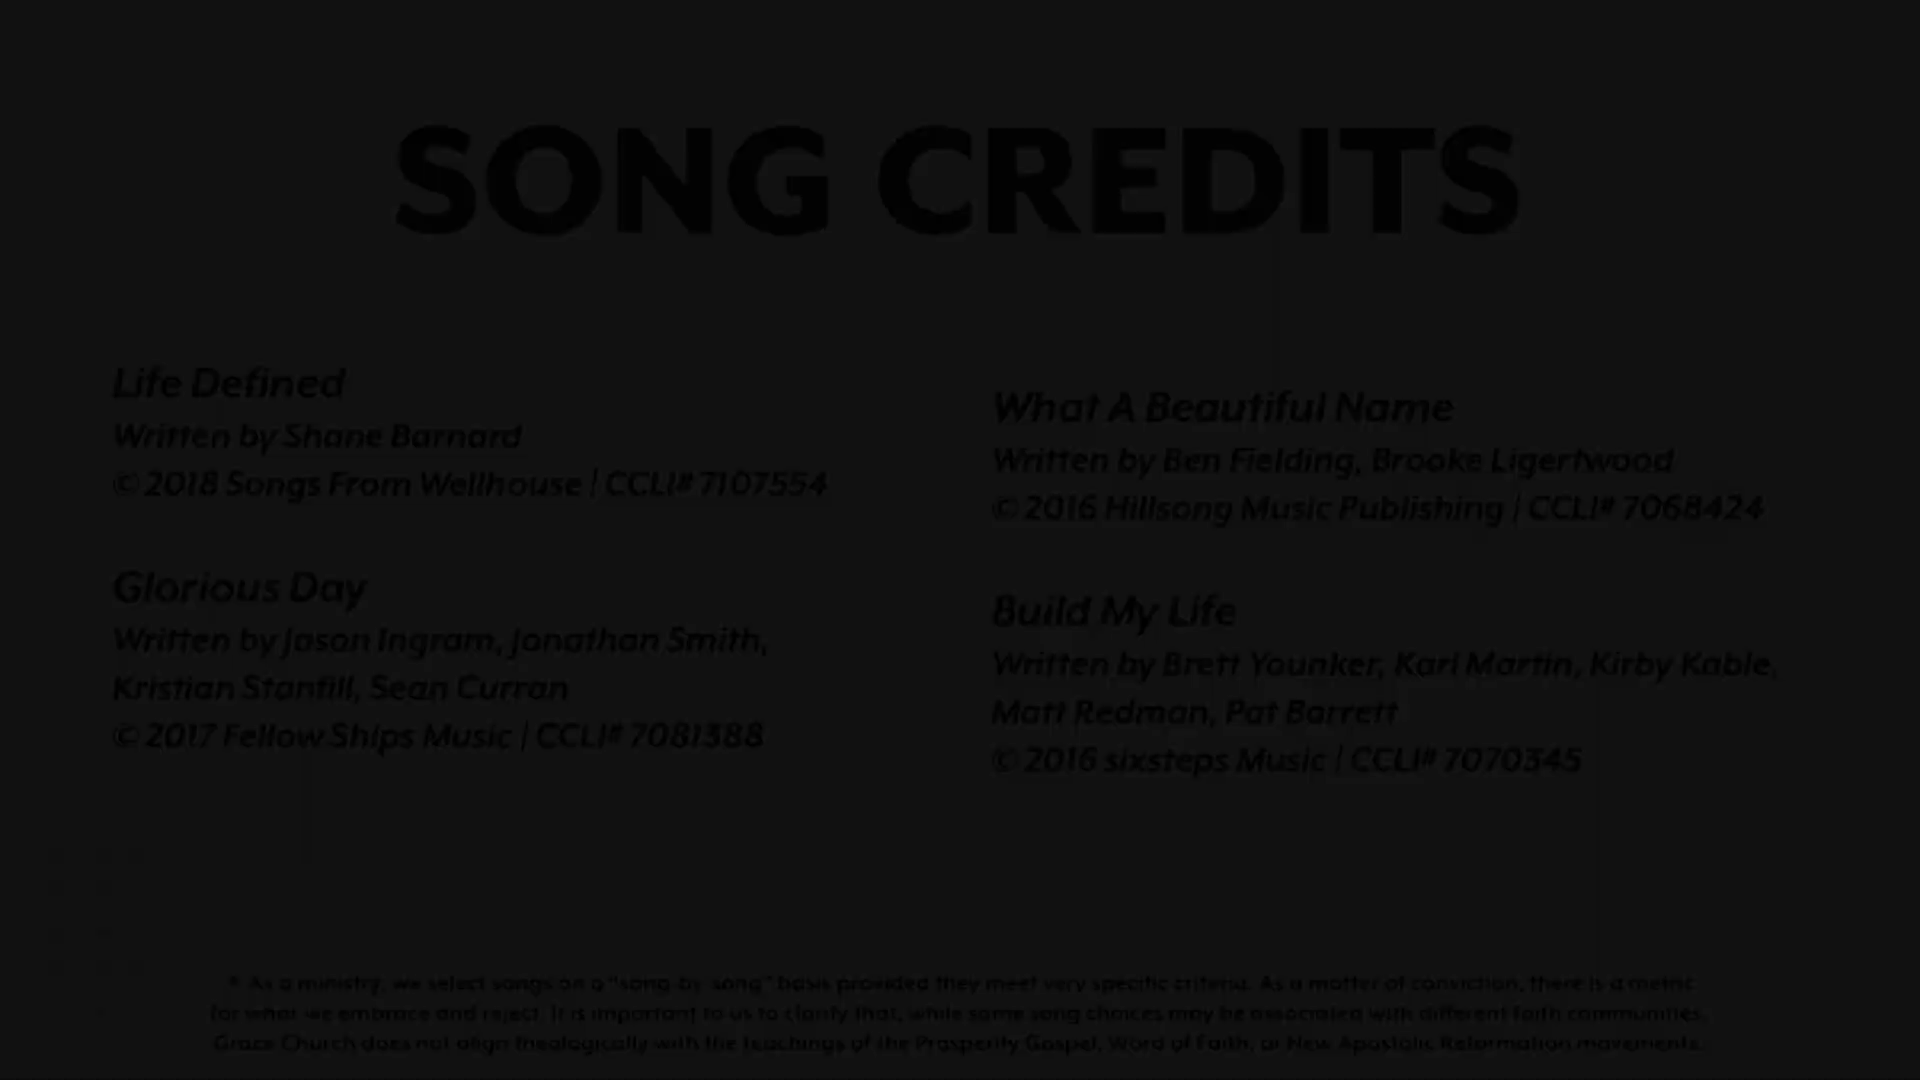 SONG CREDITS
Life Defined
Written by Shane Barnard
© 2018 Songs From Wellhouse | CCLI# 7107554
Glorious Day
Written by Jason Ingram, Jonathan Smith,
Kristian Stanfill, Sean Curran
© 2017 Fellow Ships Music | CCLI# 7081388
What A Beautiful Name
Written by Ben Fielding, Brooke Ligertwood
© 2016 Hillsong Music Publishing | CCLI# 7068424
Build My Life
Written by Brett Younker, Karl Martin, Kirby Kable,
Matt Redman, Pat Barrett
© 2016 sixsteps Music | CCLI# 7070345
* As a ministry, we select songs on a "song-by-song" basis provided they meet very specific criteria. As a matter of conviction, there is a metric
for what we embrace and reject. It is important to us to clarify that, while some song choices may be associated with different faith communities,
Grace Church does not align theologically with the teachings of the Prosperity Gospel, Word of Faith, or New Apostolic Reformation movements.